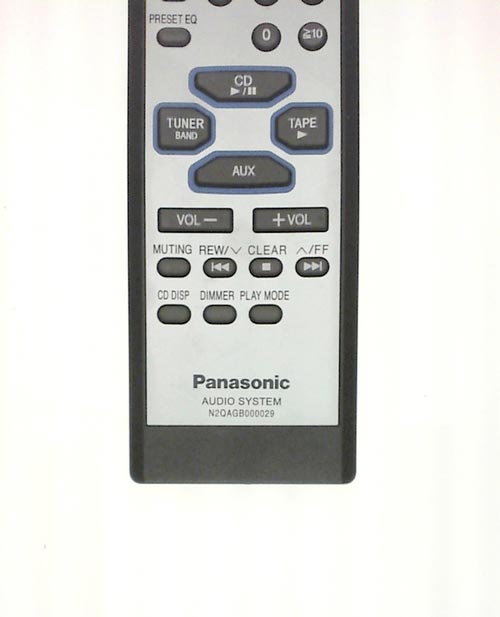 PRESET EQ
0 ≧10
CD
▶/❚❚
TUNER
BAND
TAPE
▶
AUX
VOL − + VOL
MUTING REW/∨ CLEAR ∧/FF
CD DISP DIMMER PLAY MODE
Panasonic
AUDIO SYSTEM
N2QAGB000029